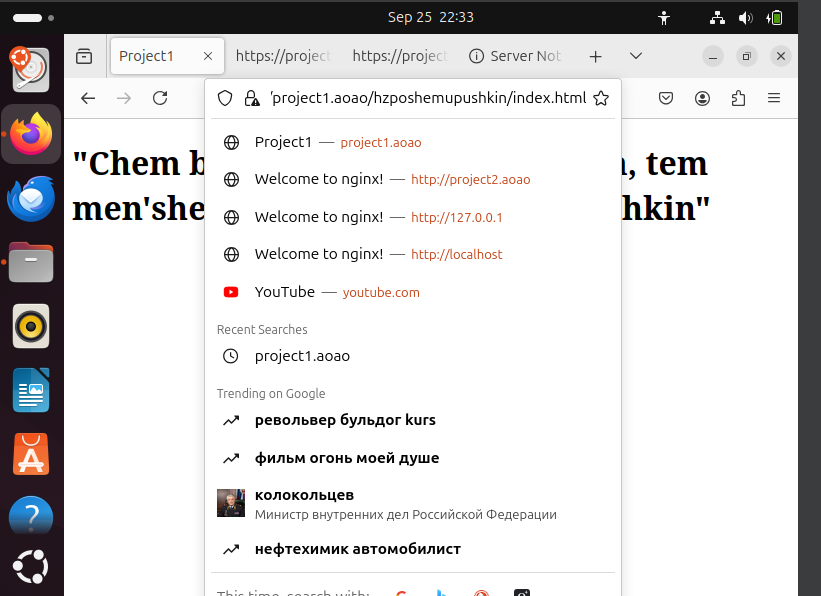 Sep 25 22:33
Project1
https://project
https://project
Server Not
'project1.aoao/hzposhemupushkin/index.html
"Chem b , tem
men'she hkin"
Project1 — project1.aoao
Welcome to nginx! — http://project2.aoao
Welcome to nginx! — http://127.0.0.1
Welcome to nginx! — http://localhost
YouTube — youtube.com
Recent Searches
project1.aoao
Trending on Google
револьвер бульдог kurs
фильм огонь моей душе
колокольцев
Министр внутренних дел Российской Федерации
нефтехимик автомобилист
This time, search with: